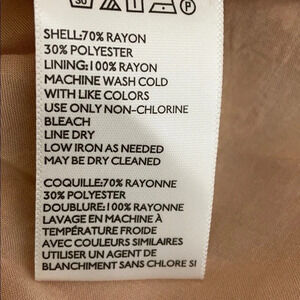 30 P
SHELL:70% RAYON
30% POLYESTER
LINING:100% RAYON
MACHINE WASH COLD
WITH LIKE COLORS
USE ONLY NON-CHLORINE
BLEACH
LINE DRY
LOW IRON AS NEEDED
MAY BE DRY CLEANED
COQUILLE:70% RAYONNE
30% POLYESTER
DOUBLURE:100% RAYONNE
LAVAGE EN MACHINE À
TEMPÉRATURE FROIDE
AVEC COULEURS SIMILAIRES
UTILISER UN AGENT DE
BLANCHIMENT SANS CHLORE SI